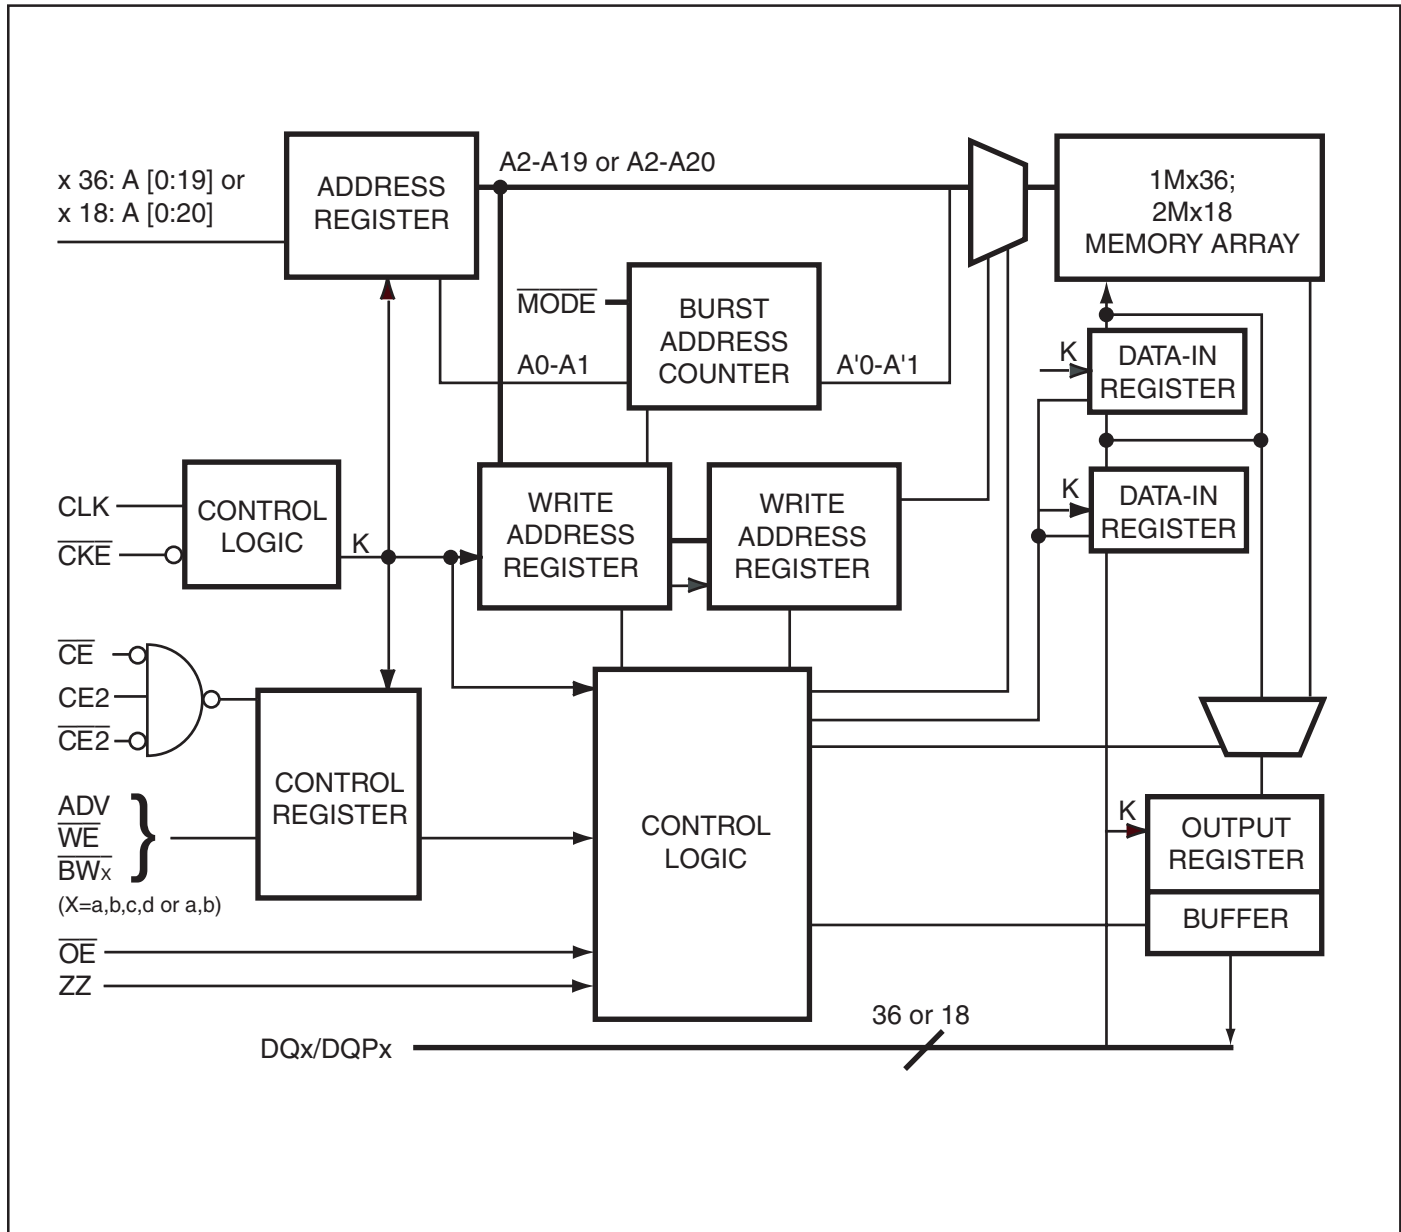 x 36: A [0:19] or
x 18: A [0:20]
ADDRESS
REGISTER
A2-A19 or A2-A20
1Mx36;
2Mx18
MEMORY ARRAY
MODE
BURST
ADDRESS
COUNTER
A0-A1
A'0-A'1
K
DATA-IN
REGISTER
CLK
CKE
CONTROL
LOGIC
K
WRITE
ADDRESS
REGISTER
WRITE
ADDRESS
REGISTER
K
DATA-IN
REGISTER
CE
CE2
CE2
CONTROL
REGISTER
ADV
WE
BWx
}
(X=a,b,c,d or a,b)
CONTROL
LOGIC
K
OUTPUT
REGISTER
BUFFER
OE
ZZ
36 or 18
DQx/DQPx